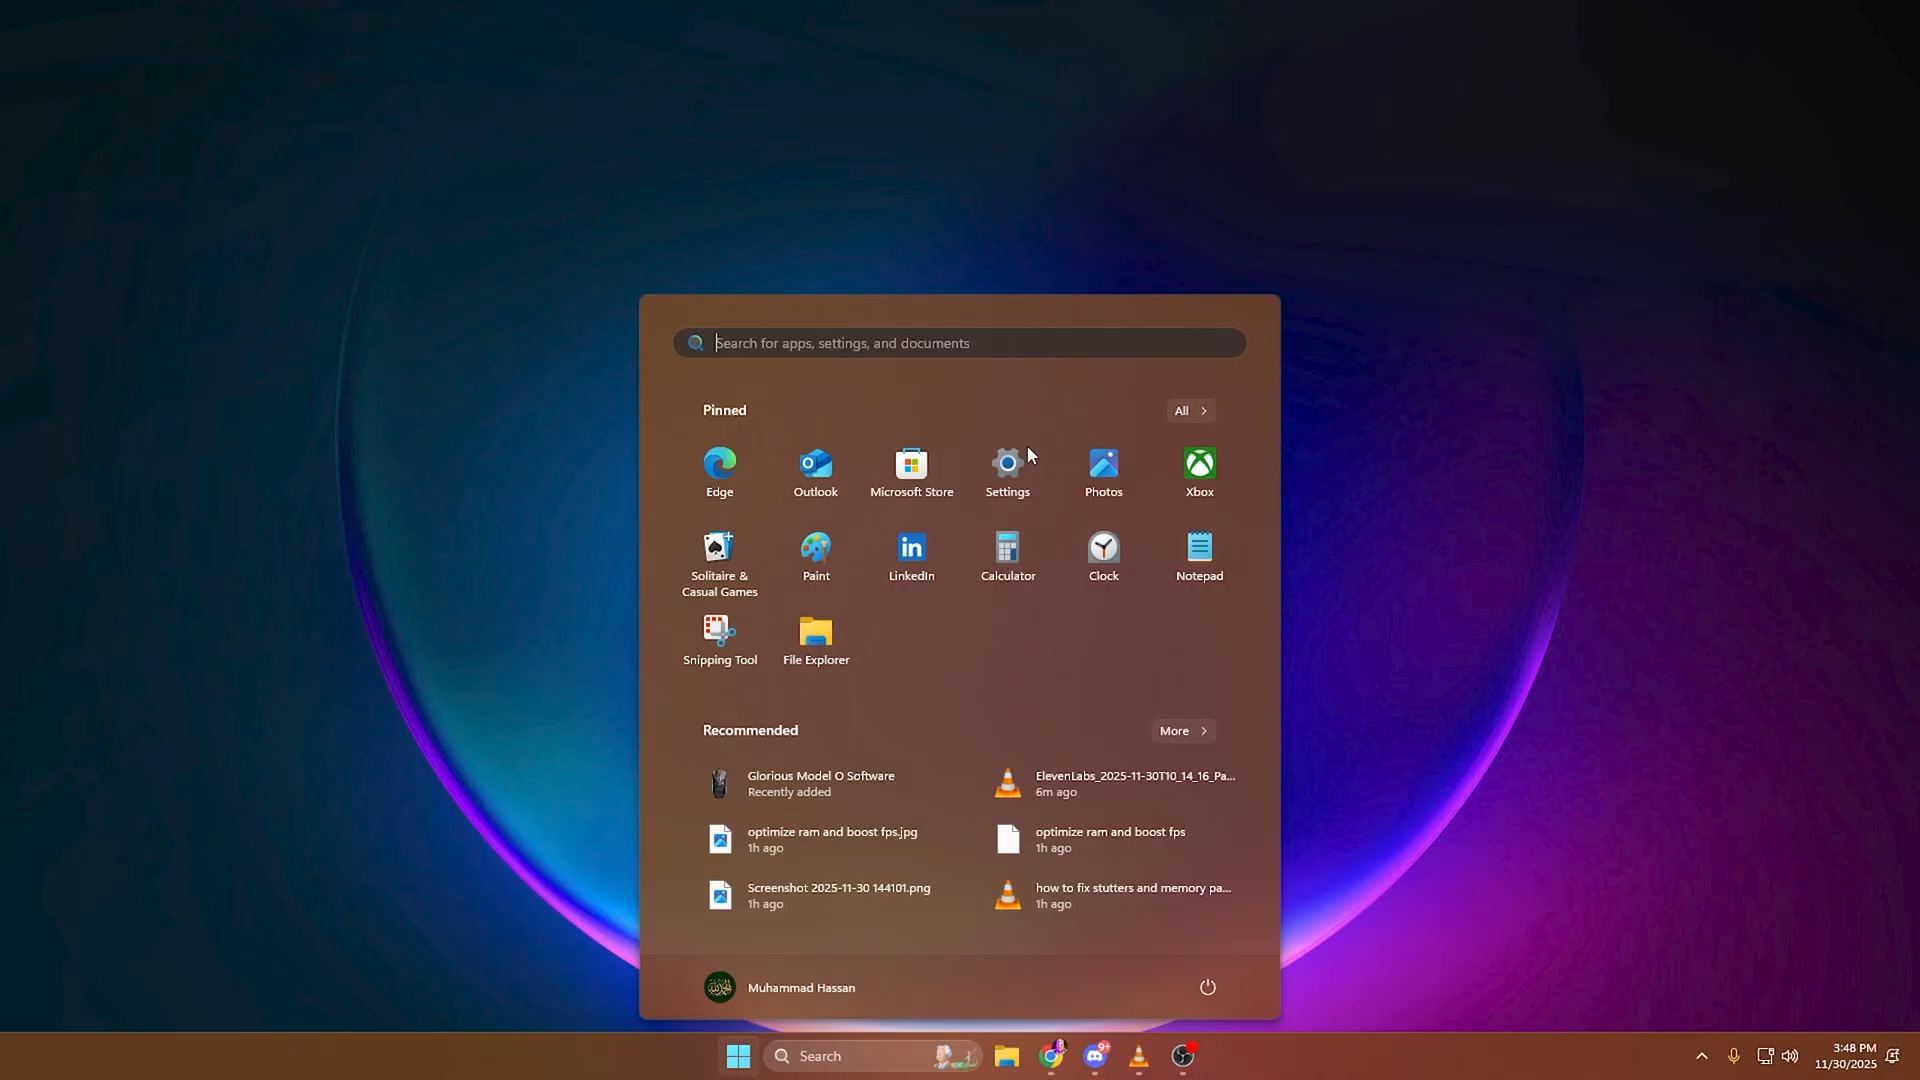 Search for apps, settings, and documents
Pinned
All
Edge
Outlook
Microsoft Store
Settings
Photos
Xbox
Solitaire &
Casual Games
Paint
LinkedIn
Calculator
Clock
Notepad
Snipping Tool
File Explorer
Recommended
More
Glorious Model O Software
Recently added
ElevenLabs_2025-11-30T10_14_16_Pa...
6m ago
optimize ram and boost fps.jpg
1h ago
optimize ram and boost fps
1h ago
Screenshot 2025-11-30 144101.png
1h ago
how to fix stutters and memory pa...
1h ago
Muhammad Hassan
Search
9+
3:48 PM
11/30/2025